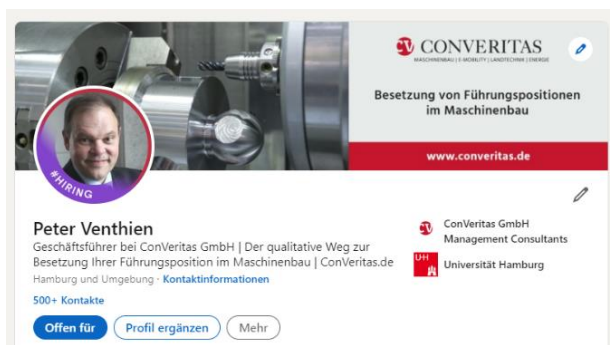 CONVERITAS
MASCHINENBAU | E-MOBILITY | LANDTECHNIK | ENERGIE
Besetzung von Führungspositionen
im Maschinenbau
www.converitas.de
#HIRING
Peter Venthien
Geschäftsführer bei ConVeritas GmbH | Der qualitative Weg zur
Besetzung Ihrer Führungsposition im Maschinenbau | ConVeritas.de
Hamburg und Umgebung · Kontaktinformationen
500+ Kontakte
Offen für
Profil ergänzen
Mehr
ConVeritas GmbH
Management Consultants
UH
Universität Hamburg